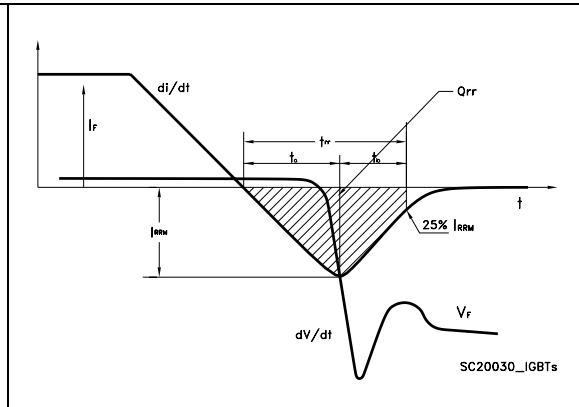 di/dt
Qrr
IF
trr
ta
tb
t
IRRM
25% IRRM
VF
dV/dt
SC20030_IGBTs